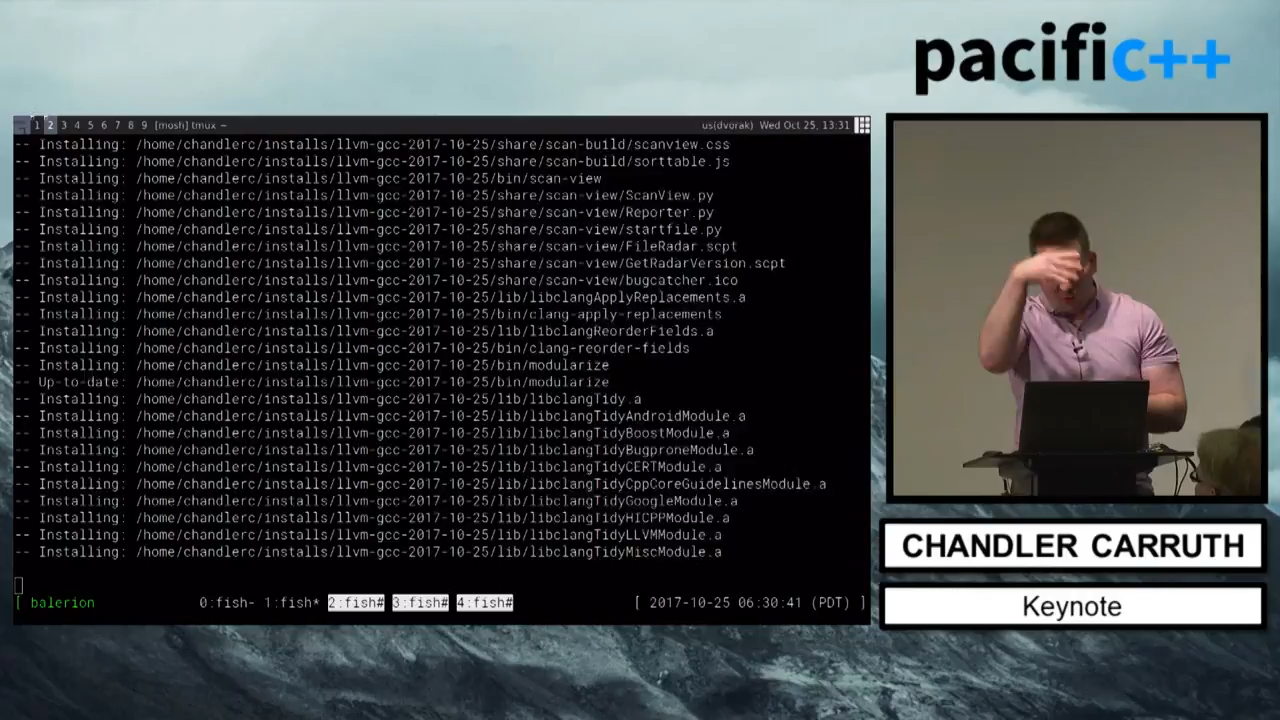 pacific++
1 2 3 4 5 6 7 8 9 [mosh] tmux ~ us(dvorak) Wed Oct 25, 13:31
-- Installing: /home/chandlerc/installs/llvm-gcc-2017-10-25/share/scan-build/scanview.css
-- Installing: /home/chandlerc/installs/llvm-gcc-2017-10-25/share/scan-build/sorttable.js
-- Installing: /home/chandlerc/installs/llvm-gcc-2017-10-25/bin/scan-view
-- Installing: /home/chandlerc/installs/llvm-gcc-2017-10-25/share/scan-view/ScanView.py
-- Installing: /home/chandlerc/installs/llvm-gcc-2017-10-25/share/scan-view/Reporter.py
-- Installing: /home/chandlerc/installs/llvm-gcc-2017-10-25/share/scan-view/startfile.py
-- Installing: /home/chandlerc/installs/llvm-gcc-2017-10-25/share/scan-view/FileRadar.scpt
-- Installing: /home/chandlerc/installs/llvm-gcc-2017-10-25/share/scan-view/GetRadarVersion.scpt
-- Installing: /home/chandlerc/installs/llvm-gcc-2017-10-25/share/scan-view/bugcatcher.ico
-- Installing: /home/chandlerc/installs/llvm-gcc-2017-10-25/lib/libclangApplyReplacements.a
-- Installing: /home/chandlerc/installs/llvm-gcc-2017-10-25/bin/clang-apply-replacements
-- Installing: /home/chandlerc/installs/llvm-gcc-2017-10-25/lib/libclangReorderFields.a
-- Installing: /home/chandlerc/installs/llvm-gcc-2017-10-25/bin/clang-reorder-fields
-- Installing: /home/chandlerc/installs/llvm-gcc-2017-10-25/bin/modularize
-- Up-to-date: /home/chandlerc/installs/llvm-gcc-2017-10-25/bin/modularize
-- Installing: /home/chandlerc/installs/llvm-gcc-2017-10-25/lib/libclangTidy.a
-- Installing: /home/chandlerc/installs/llvm-gcc-2017-10-25/lib/libclangTidyAndroidModule.a
-- Installing: /home/chandlerc/installs/llvm-gcc-2017-10-25/lib/libclangTidyBoostModule.a
-- Installing: /home/chandlerc/installs/llvm-gcc-2017-10-25/lib/libclangTidyBugproneModule.a
-- Installing: /home/chandlerc/installs/llvm-gcc-2017-10-25/lib/libclangTidyCERTModule.a
-- Installing: /home/chandlerc/installs/llvm-gcc-2017-10-25/lib/libclangTidyCppCoreGuidelinesModule.a
-- Installing: /home/chandlerc/installs/llvm-gcc-2017-10-25/lib/libclangTidyGoogleModule.a
-- Installing: /home/chandlerc/installs/llvm-gcc-2017-10-25/lib/libclangTidyHICPPModule.a
-- Installing: /home/chandlerc/installs/llvm-gcc-2017-10-25/lib/libclangTidyLLVMModule.a
-- Installing: /home/chandlerc/installs/llvm-gcc-2017-10-25/lib/libclangTidyMiscModule.a
[ balerion 0:fish- 1:fish* 2:fish# 3:fish# 4:fish# [ 2017-10-25 06:30:41 (PDT) ]
CHANDLER CARRUTH
Keynote